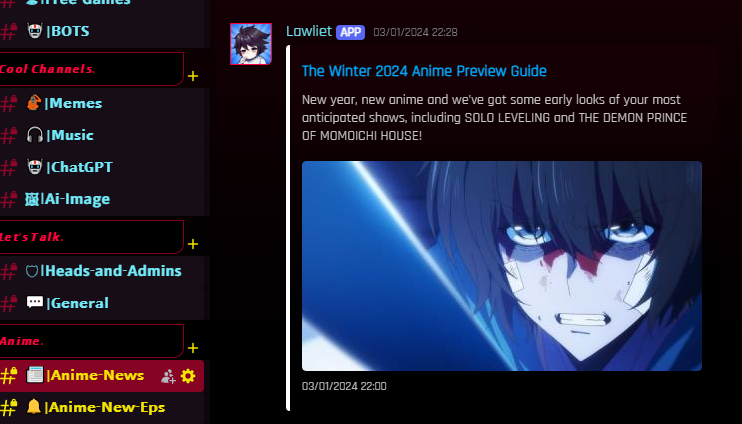 |Free-Games
|BOTS
Cool Channels.
|Memes
|Music
|ChatGPT
|Ai-Image
Let's Talk.
|Heads-and-Admins
|General
Anime.
|Anime-News
|Anime-New-Eps
Lawliet APP 03/01/2024 22:28
The Winter 2024 Anime Preview Guide
New year, new anime and we've got some early looks of your most
anticipated shows, including SOLO LEVELING and THE DEMON PRINCE
OF MOMOICHI HOUSE!
03/01/2024 22:00